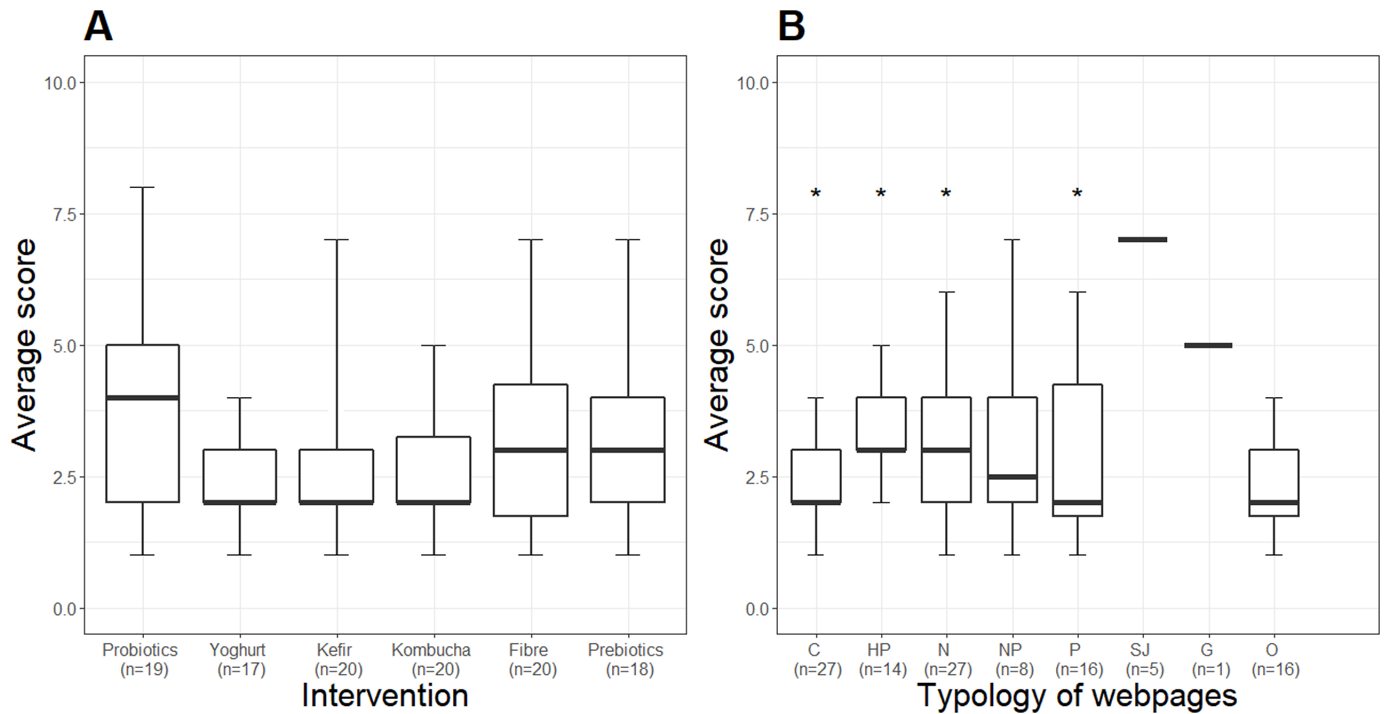 A
Average score
10.0
7.5
5.0
2.5
0.0
Probiotics Yoghurt Kefir Kombucha Fibre Prebiotics
(n=19) (n=17) (n=20) (n=20) (n=20) (n=18)
Intervention
B
Average score
10.0
7.5
5.0
2.5
0.0
* * * *
C HP N NP P SJ G O
(n=27) (n=14) (n=27) (n=8) (n=16) (n=5) (n=1) (n=16)
Typology of webpages